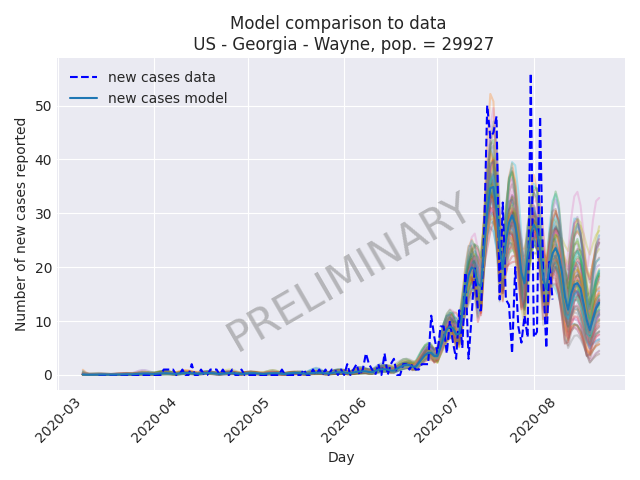 Model comparison to data
US - Georgia - Wayne, pop. = 29927
new cases data
new cases model
Number of new cases reported
50
40
30
20
10
0
PRELIMINARY
2020-03
2020-04
2020-05
2020-06
2020-07
2020-08
Day